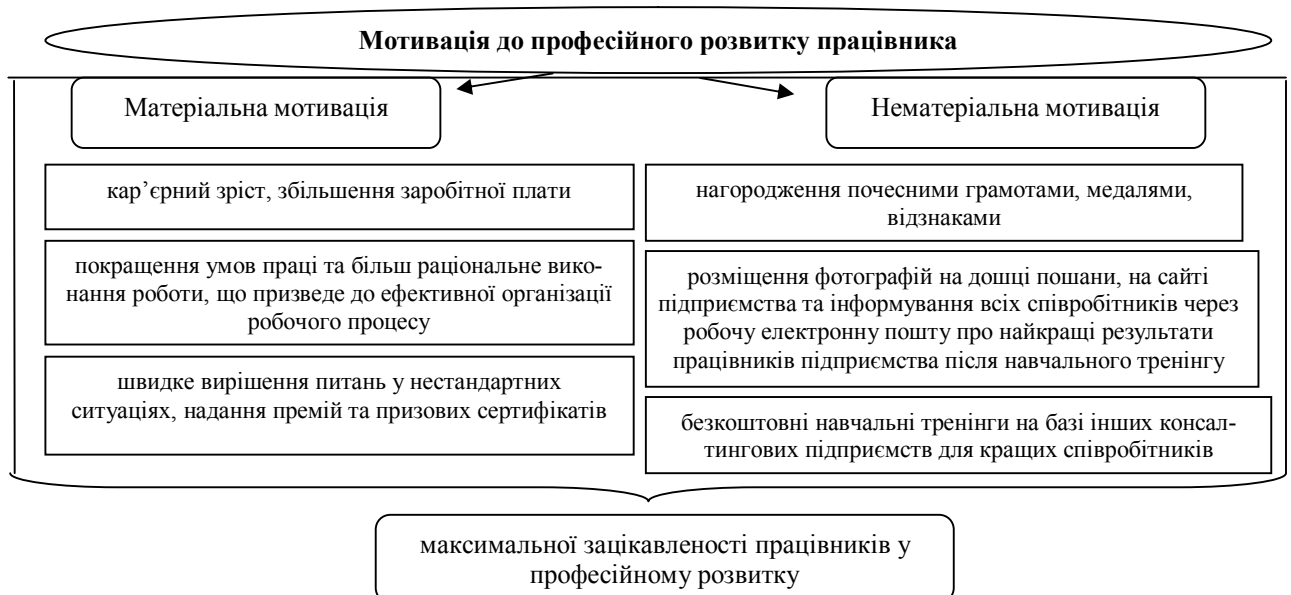 Мотивація до професійного розвитку працівника
Матеріальна мотивація
Нематеріальна мотивація
кар’єрний зріст, збільшення заробітної плати
покращення умов праці та більш раціональне вико-
нання роботи, що призведе до ефективної організації
робочого процесу
швидке вирішення питань у нестандартних
ситуаціях, надання премій та призових сертифікатів
нагородження почесними грамотами, медалями,
відзнаками
розміщення фотографій на дошці пошани, на сайті
підприємства та інформування всіх співробітників через
робочу електронну пошту про найкращі результати
працівників підприємства після навчального тренінгу
безкоштовні навчальні тренінги на базі інших консал-
тингових підприємств для кращих співробітників
максимальної зацікавленості працівників у
професійному розвитку